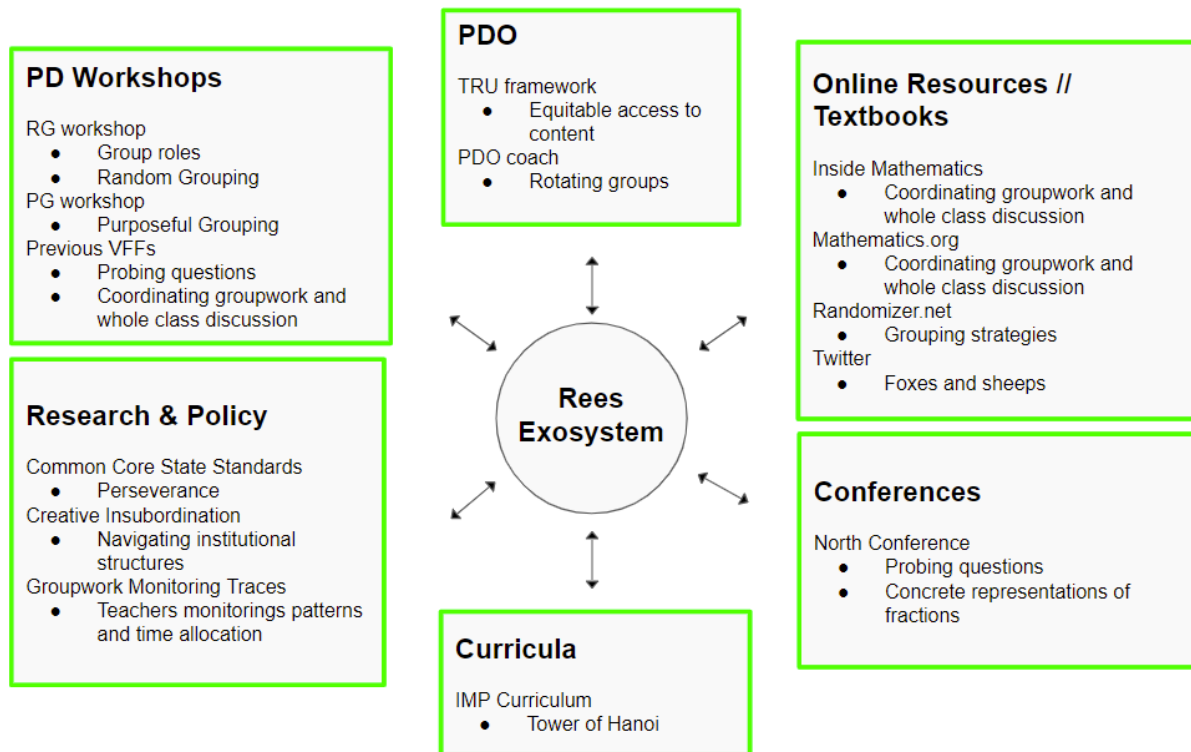 PD Workshops
RG workshop
● Group roles
● Random Grouping
PG workshop
● Purposeful Grouping
Previous VFFs
● Probing questions
● Coordinating groupwork and
whole class discussion
PDO
TRU framework
● Equitable access to
content
PDO coach
● Rotating groups
Online Resources //
Textbooks
Inside Mathematics
● Coordinating groupwork and
whole class discussion
Mathematics.org
● Coordinating groupwork and
whole class discussion
Randomizer.net
● Grouping strategies
Twitter
● Foxes and sheeps
Rees
Exosystem
Research & Policy
Common Core State Standards
● Perseverance
Creative Insubordination
● Navigating institutional
structures
Groupwork Monitoring Traces
● Teachers monitorings patterns
and time allocation
Conferences
North Conference
● Probing questions
● Concrete representations of
fractions
Curricula
IMP Curriculum
● Tower of Hanoi